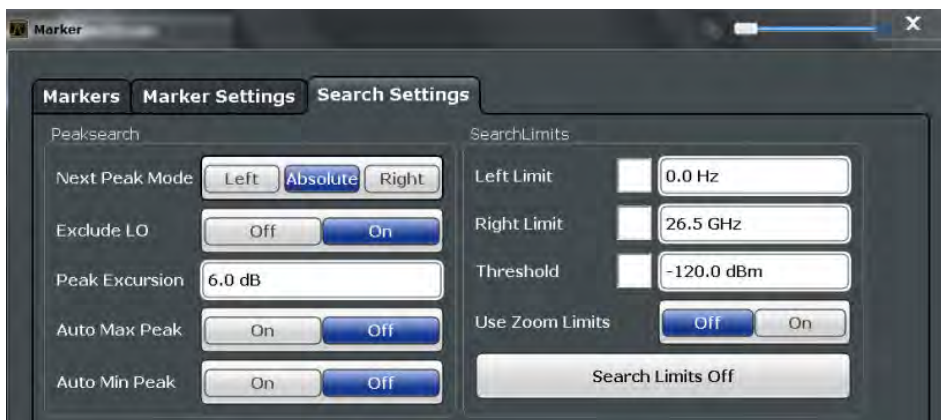 Marker
Markers Marker Settings Search Settings
Peaksearch
Next Peak Mode Left Absolute Right
Exclude LO Off On
Peak Excursion 6.0 dB
Auto Max Peak On Off
Auto Min Peak On Off
SearchLimits
Left Limit 0.0 Hz
Right Limit 26.5 GHz
Threshold -120.0 dBm
Use Zoom Limits Off On
Search Limits Off